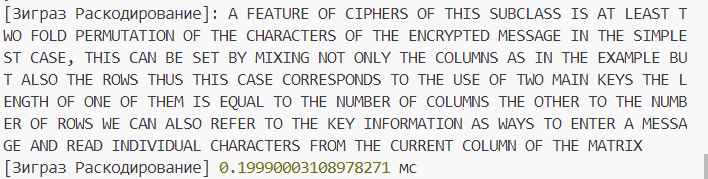 [Зиграз Раскодирование]: A FEATURE OF CIPHERS OF THIS SUBCLASS IS AT LEAST T
WO FOLD PERMUTATION OF THE CHARACTERS OF THE ENCRYPTED MESSAGE IN THE SIMPLE
ST CASE, THIS CAN BE SET BY MIXING NOT ONLY THE COLUMNS AS IN THE EXAMPLE BU
T ALSO THE ROWS THUS THIS CASE CORRESPONDS TO THE USE OF TWO MAIN KEYS THE L
ENGTH OF ONE OF THEM IS EQUAL TO THE NUMBER OF COLUMNS THE OTHER TO THE NUMB
ER OF ROWS WE CAN ALSO REFER TO THE KEY INFORMATION AS WAYS TO ENTER A MESSA
GE AND READ INDIVIDUAL CHARACTERS FROM THE CURRENT COLUMN OF THE MATRIX
[Зиграз Раскодирование] 0.19990003108978271 мс